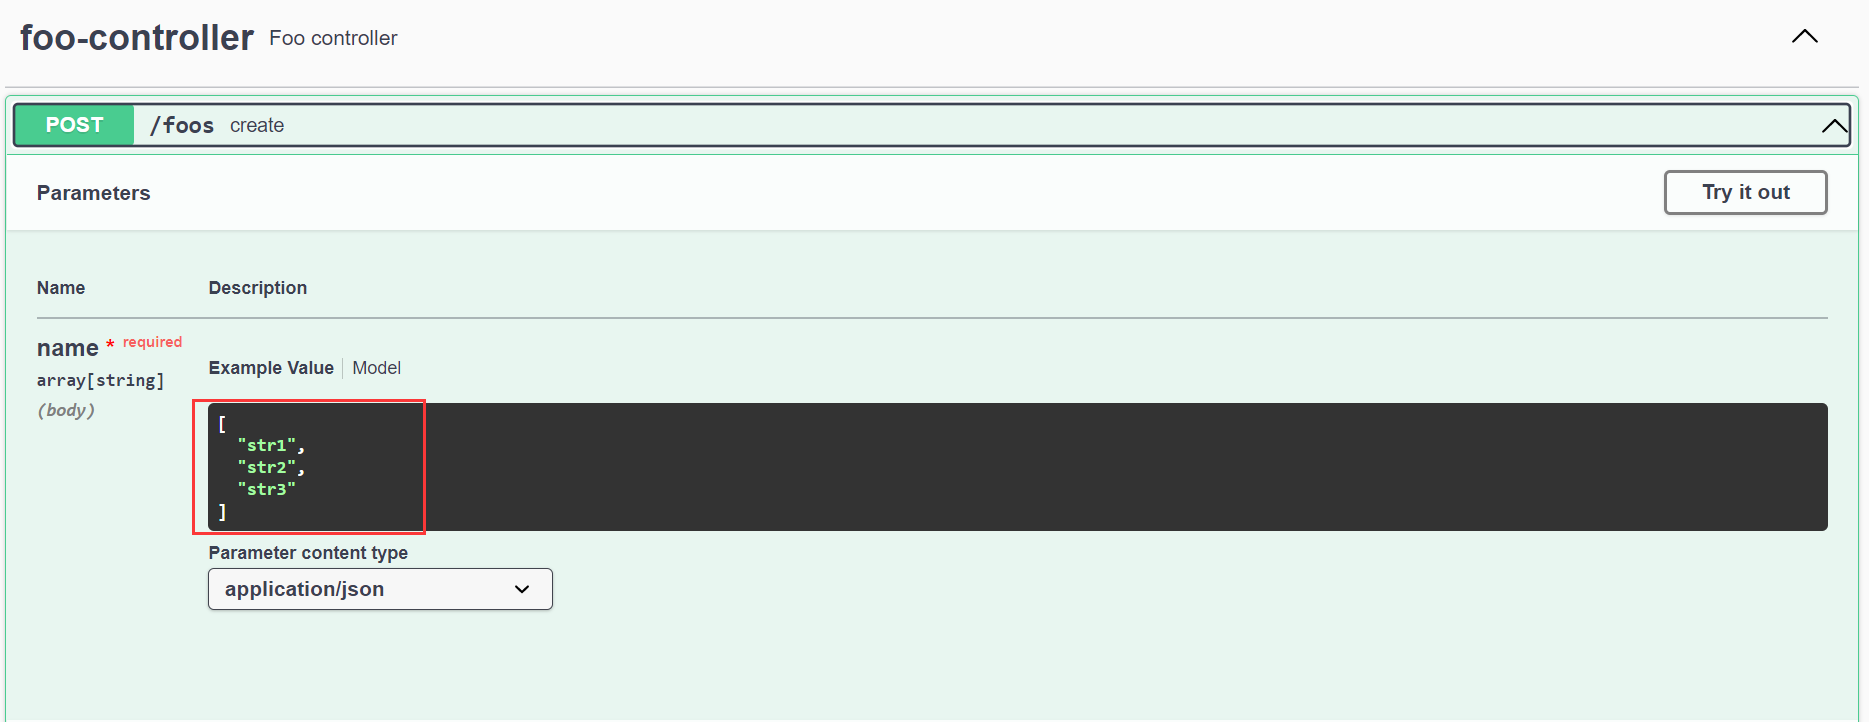 foo-controller Foo controller
POST /foos create
Parameters
Try it out
Name Description
name * required
array[string]
(body)
Example Value Model
[
"str1",
"str2",
"str3"
]
Parameter content type
application/json